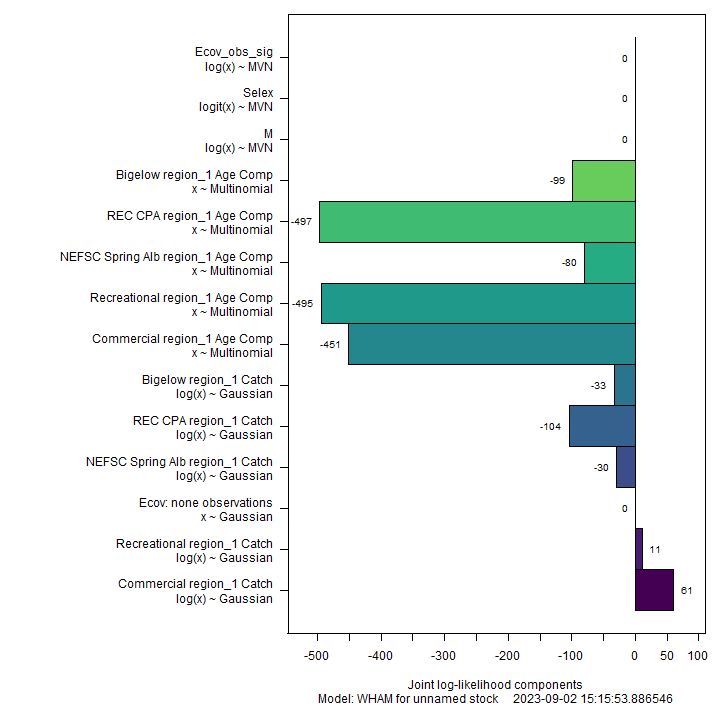 Ecov_obs_sig
log(x) ~ MVN
0
Selex
logit(x) ~ MVN
0
M
log(x) ~ MVN
0
Bigelow region_1 Age Comp
x ~ Multinomial
-99
REC CPA region_1 Age Comp
x ~ Multinomial
-497
NEFSC Spring Alb region_1 Age Comp
x ~ Multinomial
-80
Recreational region_1 Age Comp
x ~ Multinomial
-495
Commercial region_1 Age Comp
x ~ Multinomial
-451
Bigelow region_1 Catch
log(x) ~ Gaussian
-33
REC CPA region_1 Catch
log(x) ~ Gaussian
-104
NEFSC Spring Alb region_1 Catch
log(x) ~ Gaussian
-30
Ecov: none observations
x ~ Gaussian
0
Recreational region_1 Catch
log(x) ~ Gaussian
11
Commercial region_1 Catch
log(x) ~ Gaussian
61
-500 -400 -300 -200 -100 0 50 100
Joint log-likelihood components
Model: WHAM for unnamed stock 2023-09-02 15:15:53.886546